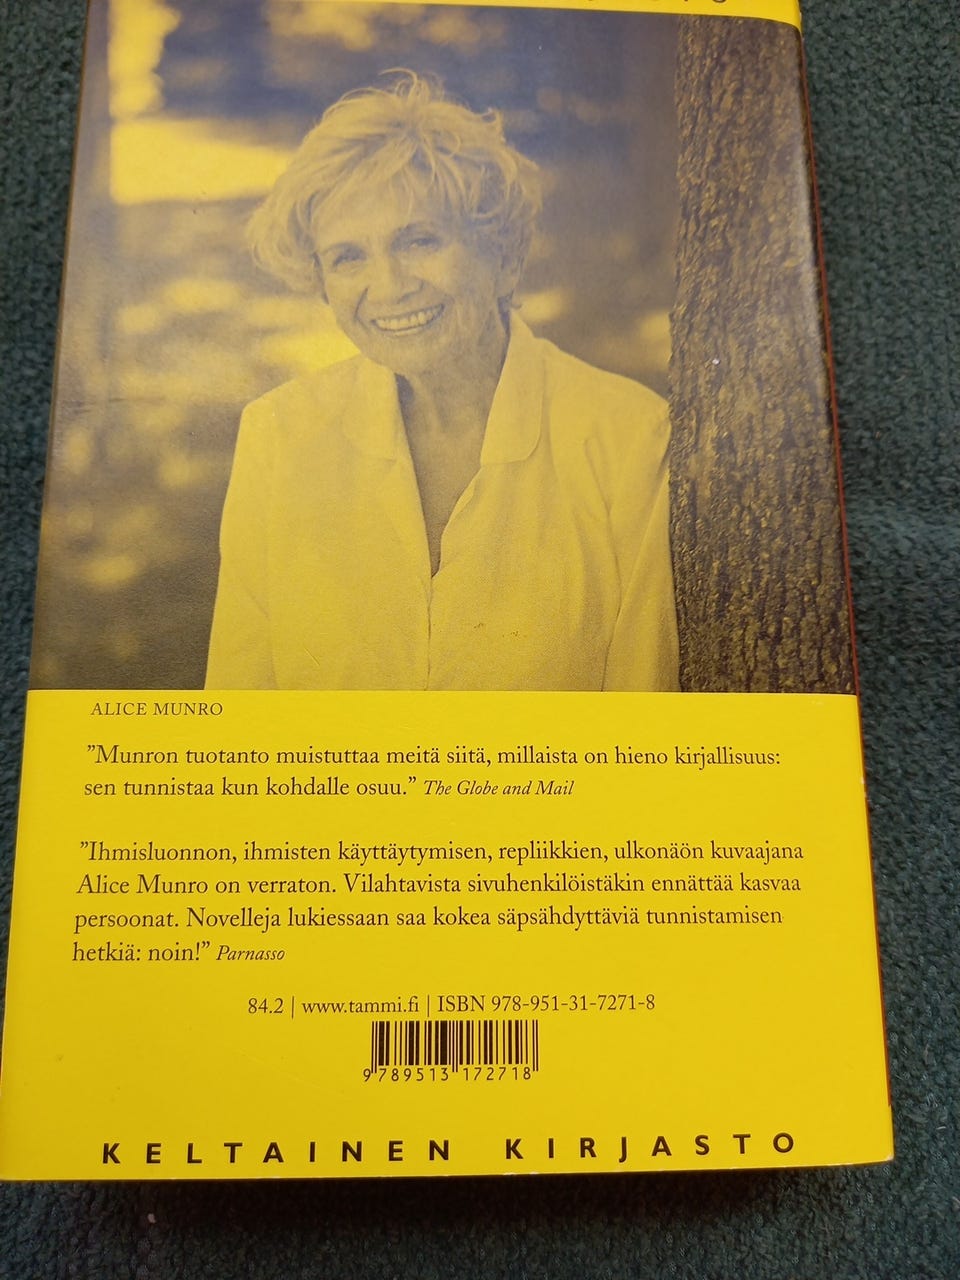 ALICE MUNRO
”Munron tuotanto muistuttaa meitä siitä, millaista on hieno kirjallisuus:
sen tunnistaa kun kohdalle osuu.” The Globe and Mail
”Ihmisluonnon, ihmisten käyttäytymisen, repliikkien, ulkonäön kuvaajana
Alice Munro on verraton. Vilahtavista sivuhenkilöistäkin ennättää kasvaa
persoonat. Novelleja lukiessaan saa kokea säpsähdyttäviä tunnistamisen
hetkiä: noin!” Parnasso
84.2 | www.tammi.fi | ISBN 978-951-31-7271-8
9 789513 172718
KELTAINEN KIRJASTO